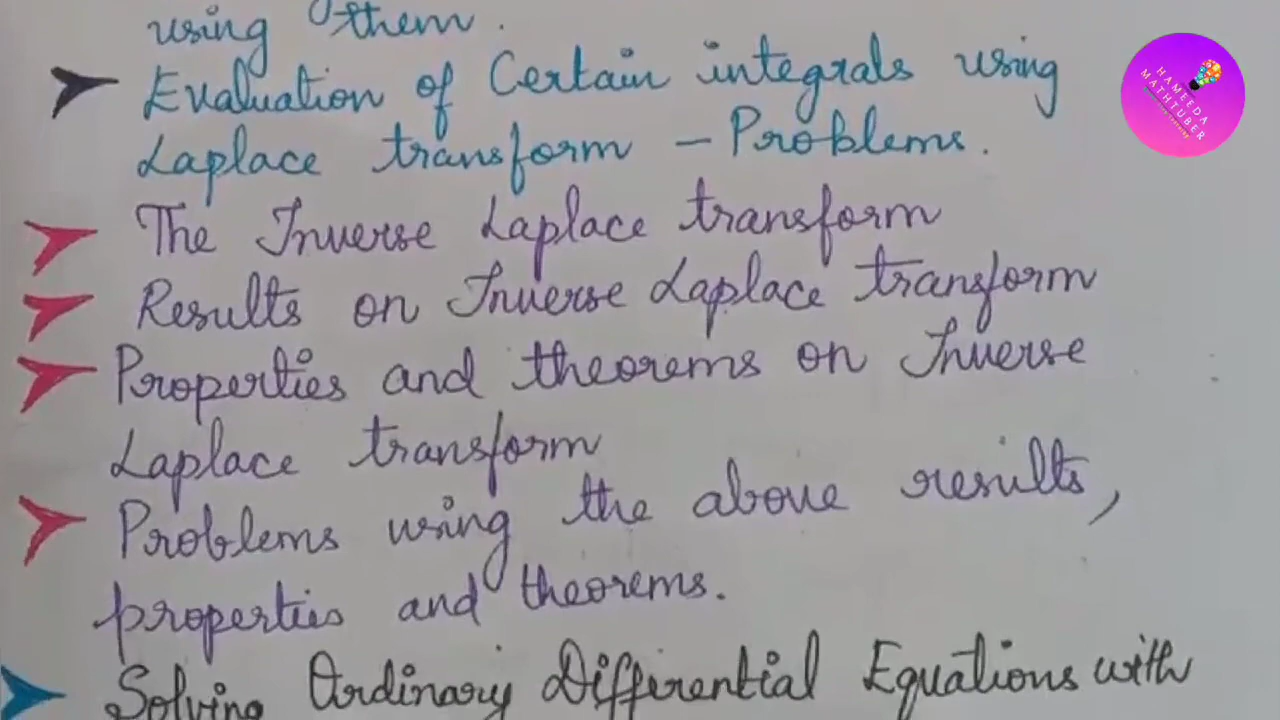 using them.
Evaluation of Certain integrals using
Laplace transform – Problems.
The Inverse Laplace transform
Results on Inverse Laplace transform
Properties and theorems on Inverse
Laplace transform
Problems using the above results,
properties and theorems.
Solving Ordinary Differential Equations with
HAMEEDA
MATHTUBER